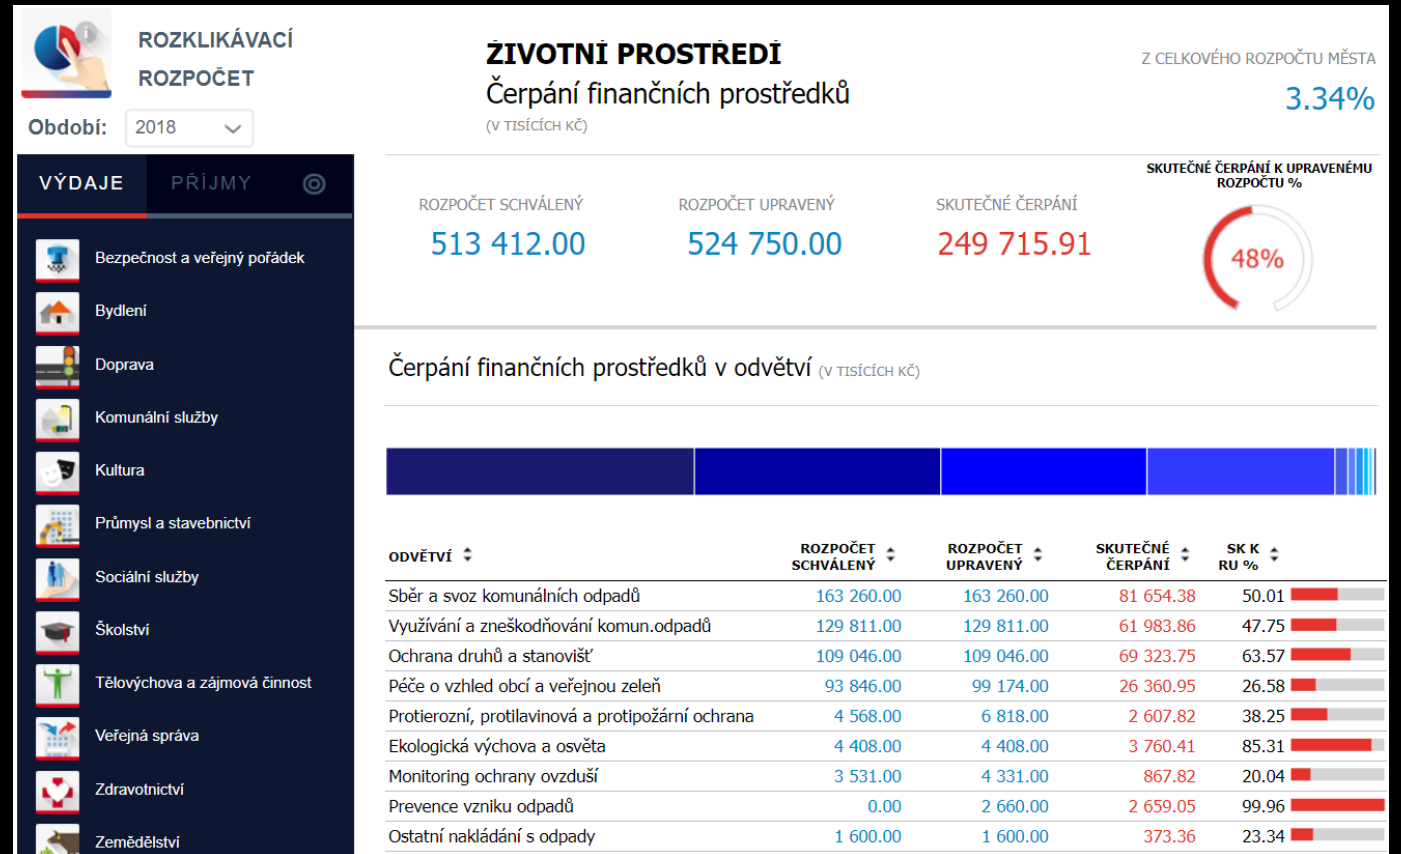 ROZKLIKÁVACÍ
ROZPOČET
Období: 2018
VÝDAJE PŘÍJMY
Bezpečnost a veřejný pořádek
Bydlení
Doprava
Komunální služby
Kultura
Průmysl a stavebnictví
Sociální služby
Školství
Tělovýchova a zájmová činnost
Veřejná správa
Zdravotnictví
Zemědělství
ŽIVOTNÍ PROSTŘEDÍ
Čerpání finančních prostředků
(V TISÍCÍCH KČ)
Z CELKOVÉHO ROZPOČTU MĚSTA
3.34%
ROZPOČET SCHVÁLENÝ
513 412.00
ROZPOČET UPRAVENÝ
524 750.00
SKUTEČNÉ ČERPÁNÍ
249 715.91
SKUTEČNÉ ČERPÁNÍ K UPRAVENÉMU
ROZPOČTU %
48%
Čerpání finančních prostředků v odvětví (V TISÍCÍCH KČ)
ODVĚTVÍ ROZPOČET SCHVÁLENÝ ROZPOČET UPRAVENÝ SKUTEČNÉ ČERPÁNÍ SK K RU %
Sběr a svoz komunálních odpadů 163 260.00 163 260.00 81 654.38 50.01
Využívání a zneškodňování komun.odpadů 129 811.00 129 811.00 61 983.86 47.75
Ochrana druhů a stanovišť 109 046.00 109 046.00 69 323.75 63.57
Péče o vzhled obcí a veřejnou zeleň 93 846.00 99 174.00 26 360.95 26.58
Protierozní, protilavinová a protipožární ochrana 4 568.00 6 818.00 2 607.82 38.25
Ekologická výchova a osvěta 4 408.00 4 408.00 3 760.41 85.31
Monitoring ochrany ovzduší 3 531.00 4 331.00 867.82 20.04
Prevence vzniku odpadů 0.00 2 660.00 2 659.05 99.96
Ostatní nakládání s odpady 1 600.00 1 600.00 373.36 23.34